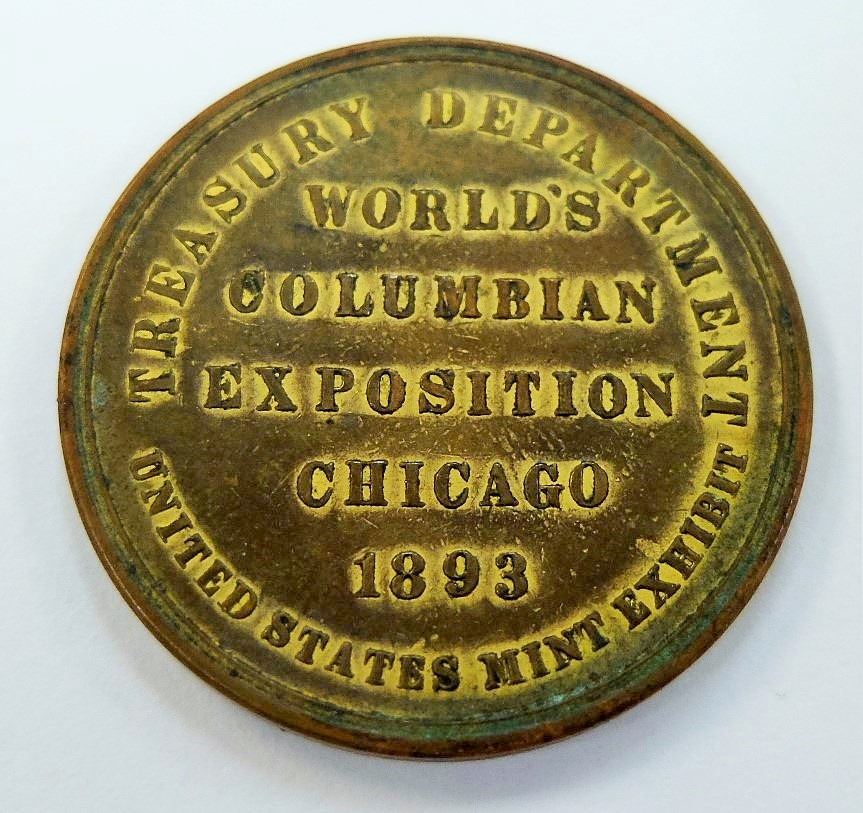 TREASURY DEPARTMENT
WORLD'S
COLUMBIAN
EXPOSITION
CHICAGO
1893
UNITED STATES MINT EXHIBIT